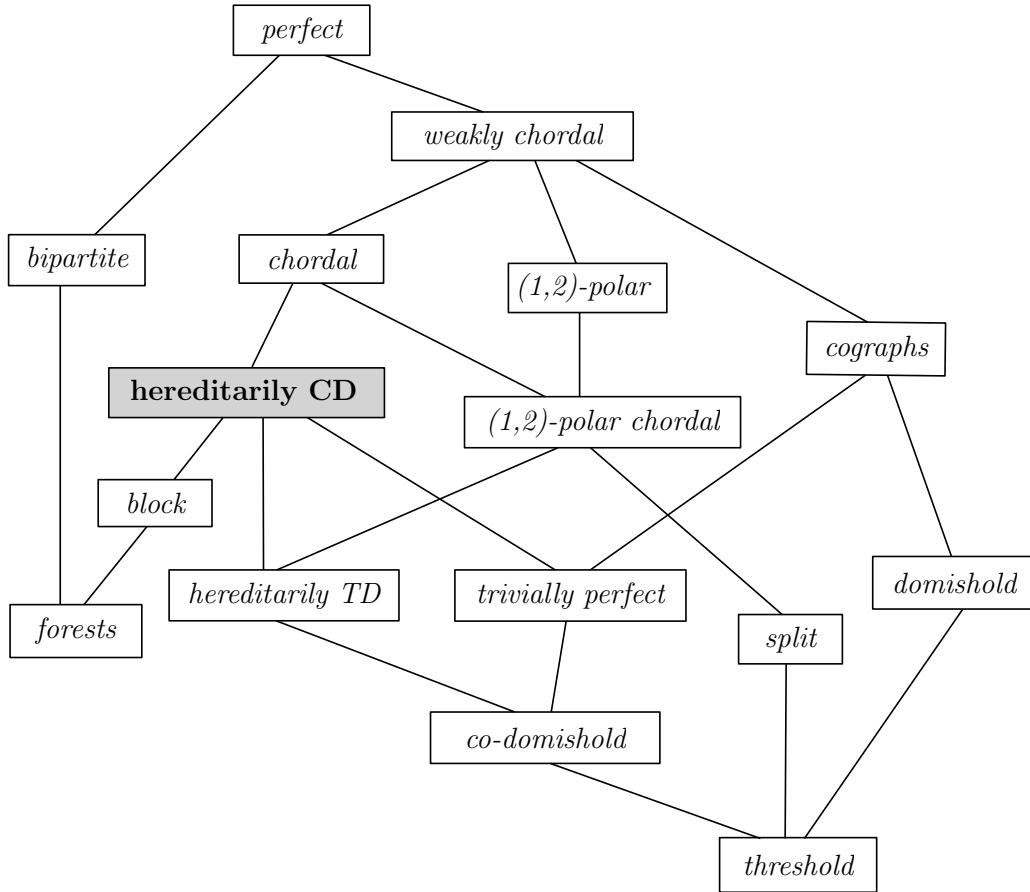 perfect
weakly chordal
bipartite
chordal
(1,2)-polar
cographs
hereditarily CD
(1,2)-polar chordal
block
hereditarily TD
trivially perfect
domishold
forests
split
co-domishold
threshold